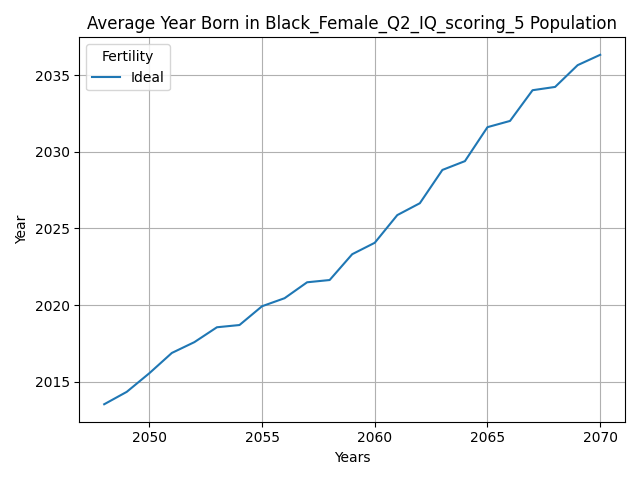 Average Year Born in Black_Female_Q2_IQ_scoring_5 Population
Fertility
Ideal
Year
2035
2030
2025
2020
2015
2050
2055
2060
2065
2070
Years